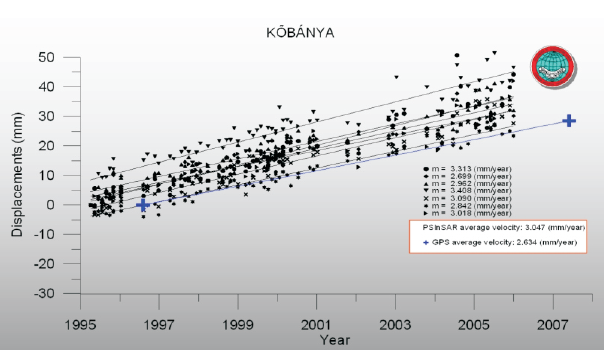 KŌBÁNYA
50
40
30
20
10
0
-10
-20
-30
Displacements (mm)
1995 1997 1999 2001 2003 2005 2007
Year
m = 3.313 (mm/year)
m = 2.699 (mm/year)
m = 2.962 (mm/year)
m = 3.408 (mm/year)
m = 3.090 (mm/year)
m = 2.842 (mm/year)
m = 3.018 (mm/year)
PSInSAR average velocity: 3.047 (mm/year)
GPS average velocity: 2.634 (mm/year)